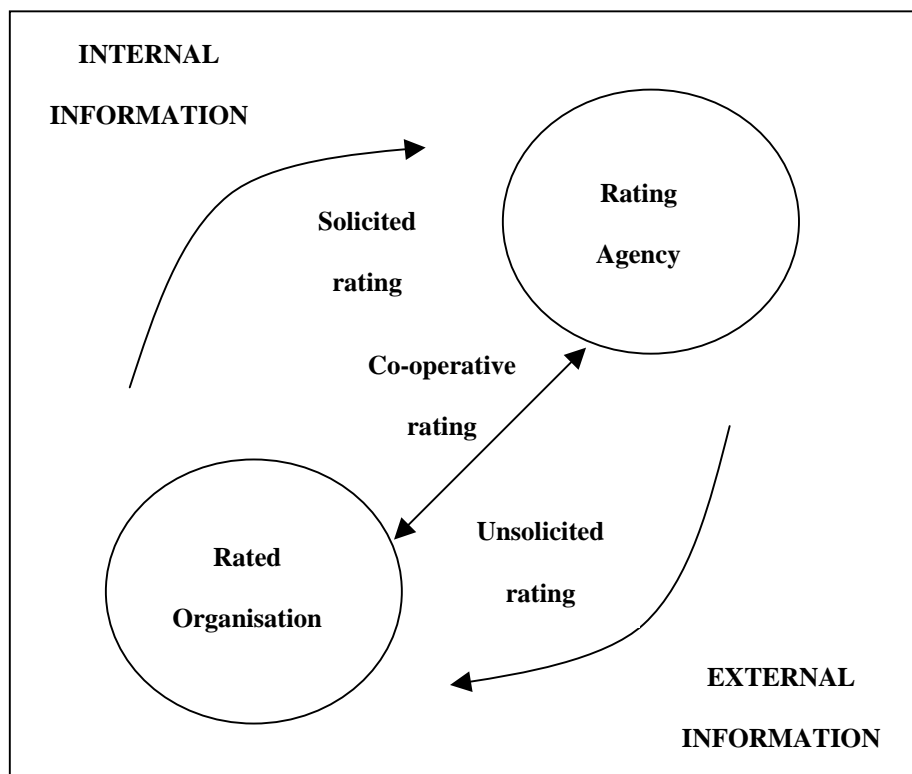 INTERNAL
INFORMATION
Rating
Agency
Solicited
rating
Co-operative
rating
Unsolicited
rating
Rated
Organisation
EXTERNAL
INFORMATION